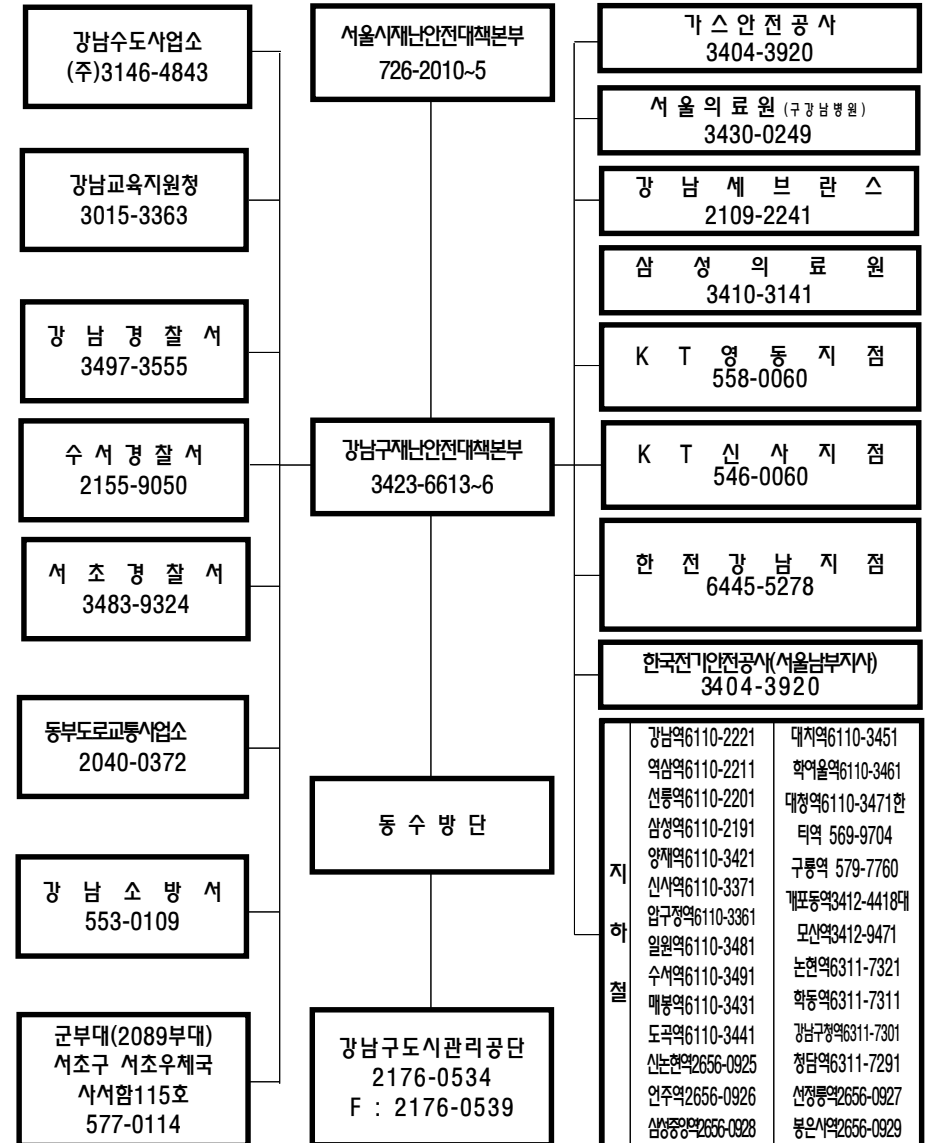 강남수도사업소
(주)3146-4843
강남교육지원청
3015-3363
강 남 경 찰 서
3497-3555
수 서 경 찰 서
2155-9050
서 초 경 찰 서
3483-9324
동부도로교통사업소
2040-0372
강 남 소 방 서
553-0109
군부대(2089부대)
서초구 서초우체국
사서함115호
577-0114
서울시재난안전대책본부
726-2010~5
강남구재난안전대책본부
3423-6613~6
동 수 방 단
강남구도시관리공단
2176-0534
F : 2176-0539
가 스 안 전 공 사
3404-3920
서 울 의 료 원 (구강남병원)
3430-0249
강 남 세 브 란 스
2109-2241
삼 성 의 료 원
3410-3141
K T 영 동 지 점
558-0060
K T 신 사 지 점
546-0060
한 전 강 남 지 점
6445-5278
한국전기안전공사(서울남부지사)
3404-3920
지
하
철
강남역6110-2221
역삼역6110-2211
선릉역6110-2201
삼성역6110-2191
양재역6110-3421
신사역6110-3371
압구정역6110-3361
일원역6110-3481
수서역6110-3491
매봉역6110-3431
도곡역6110-3441
신논현역2656-0925
언주역2656-0926
삼성중앙역2656-0928
대치역6110-3451
학여울역6110-3461
대청역6110-3471한
티역 569-9704
구룡역 579-7760
개포동역3412-4418대
모산역3412-9471
논현역6311-7321
학동역6311-7311
강남구청역6311-7301
청담역6311-7291
선정릉역2656-0927
봉은사역2656-0929